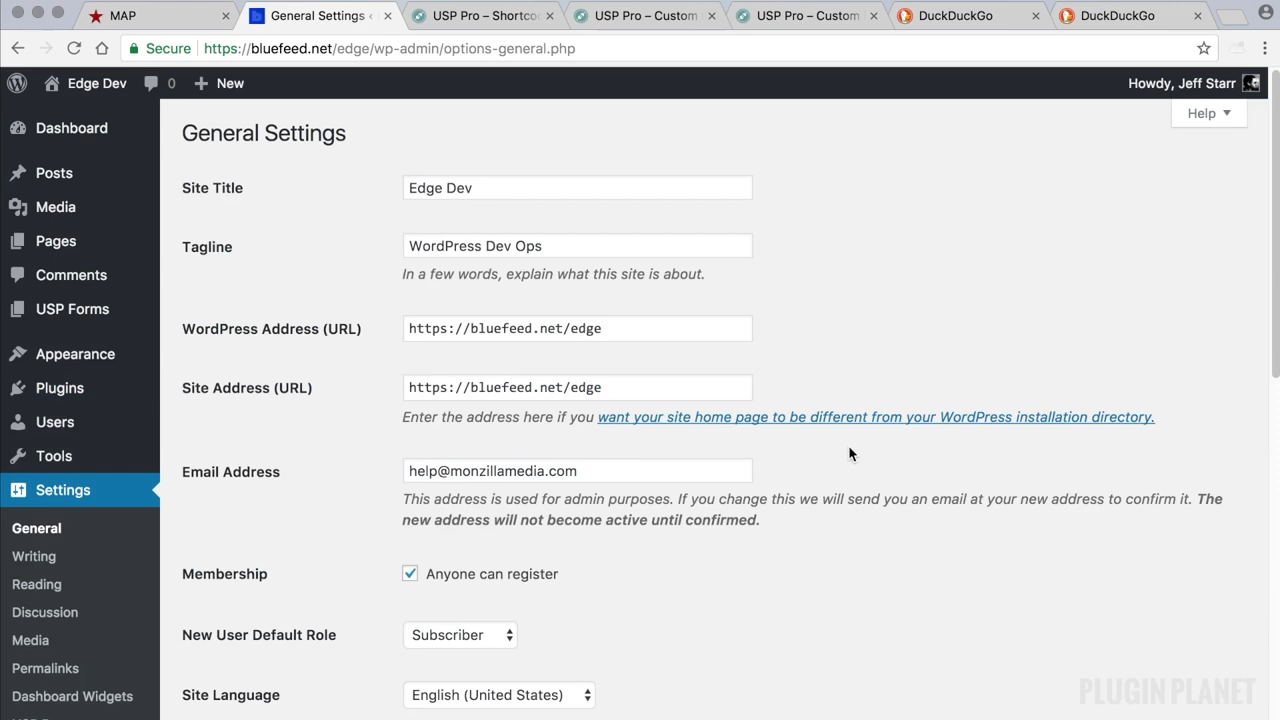 MAP
General Settings ‹
USP Pro – Shortco
USP Pro – Custom
USP Pro – Custom
DuckDuckGo
DuckDuckGo
Secure
https://bluefeed.net/edge/wp-admin/options-general.php
Edge Dev
0
New
Howdy, Jeff Starr
Help
Dashboard
Posts
Media
Pages
Comments
USP Forms
Appearance
Plugins
Users
Tools
Settings
General
Writing
Reading
Discussion
Media
Permalinks
Dashboard Widgets
General Settings
Site Title
Edge Dev
Tagline
WordPress Dev Ops
In a few words, explain what this site is about.
WordPress Address (URL)
https://bluefeed.net/edge
Site Address (URL)
https://bluefeed.net/edge
Enter the address here if you want your site home page to be different from your WordPress installation directory.
Email Address
help@monzillamedia.com
This address is used for admin purposes. If you change this we will send you an email at your new address to confirm it. The
new address will not become active until confirmed.
Membership
Anyone can register
New User Default Role
Subscriber
Site Language
English (United States)
PLUGIN PLANET